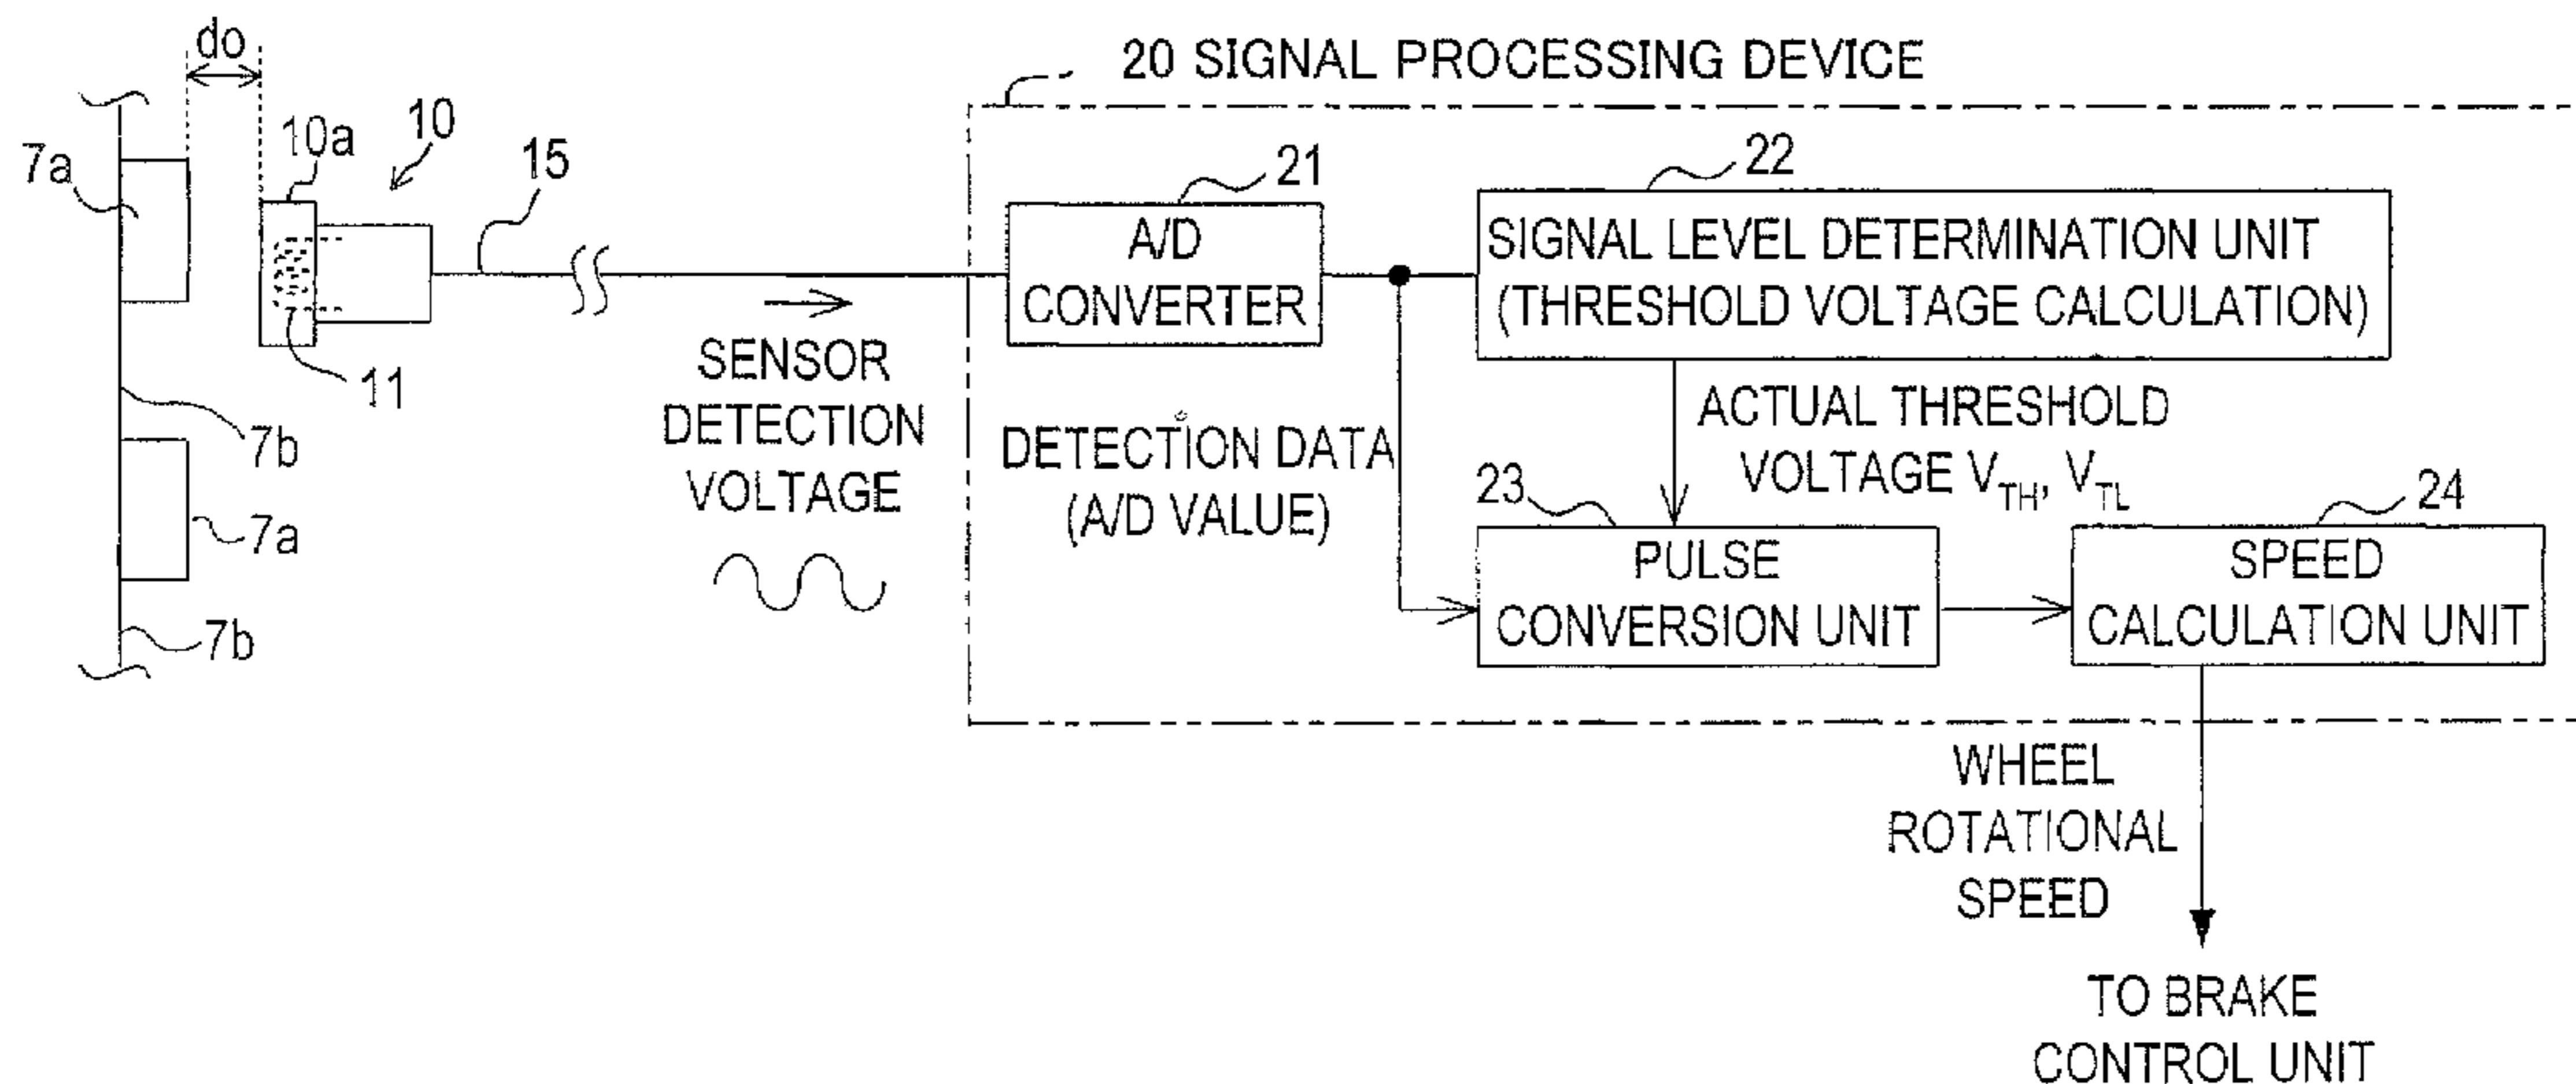 do
20 SIGNAL PROCESSING DEVICE
10
10a
7a
15
21
22
A/D
CONVERTER
SIGNAL LEVEL DETERMINATION UNIT
(THRESHOLD VOLTAGE CALCULATION)
11
SENSOR
DETECTION
VOLTAGE
7b
7a
7b
DETECTION DATA
(A/D VALUE)
ACTUAL THRESHOLD
VOLTAGE VTH, VTL
23
24
PULSE
CONVERSION UNIT
SPEED
CALCULATION UNIT
WHEEL
ROTATIONAL
SPEED
TO BRAKE
CONTROL UNIT